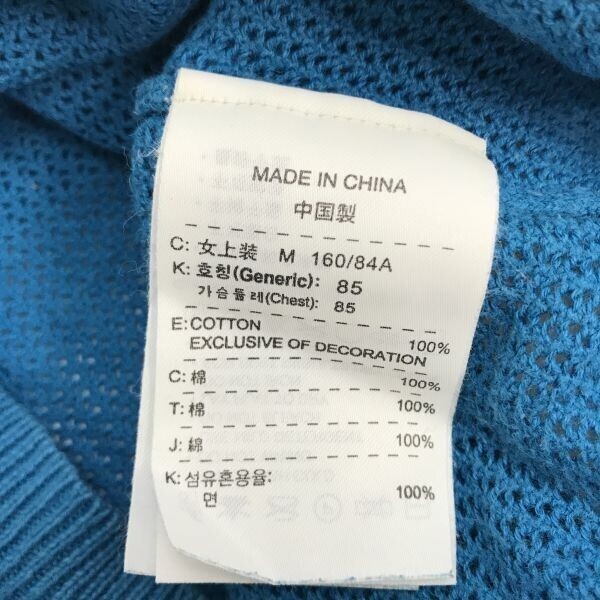 MADE IN CHINA
中国製
C: 女上装 M 160/84A
K: 호칭(Generic): 85
가슴둘레(Chest): 85
E: COTTON 100%
EXCLUSIVE OF DECORATION
C: 棉 100%
T: 棉 100%
J: 綿 100%
K: 섬유혼용율:
면 100%